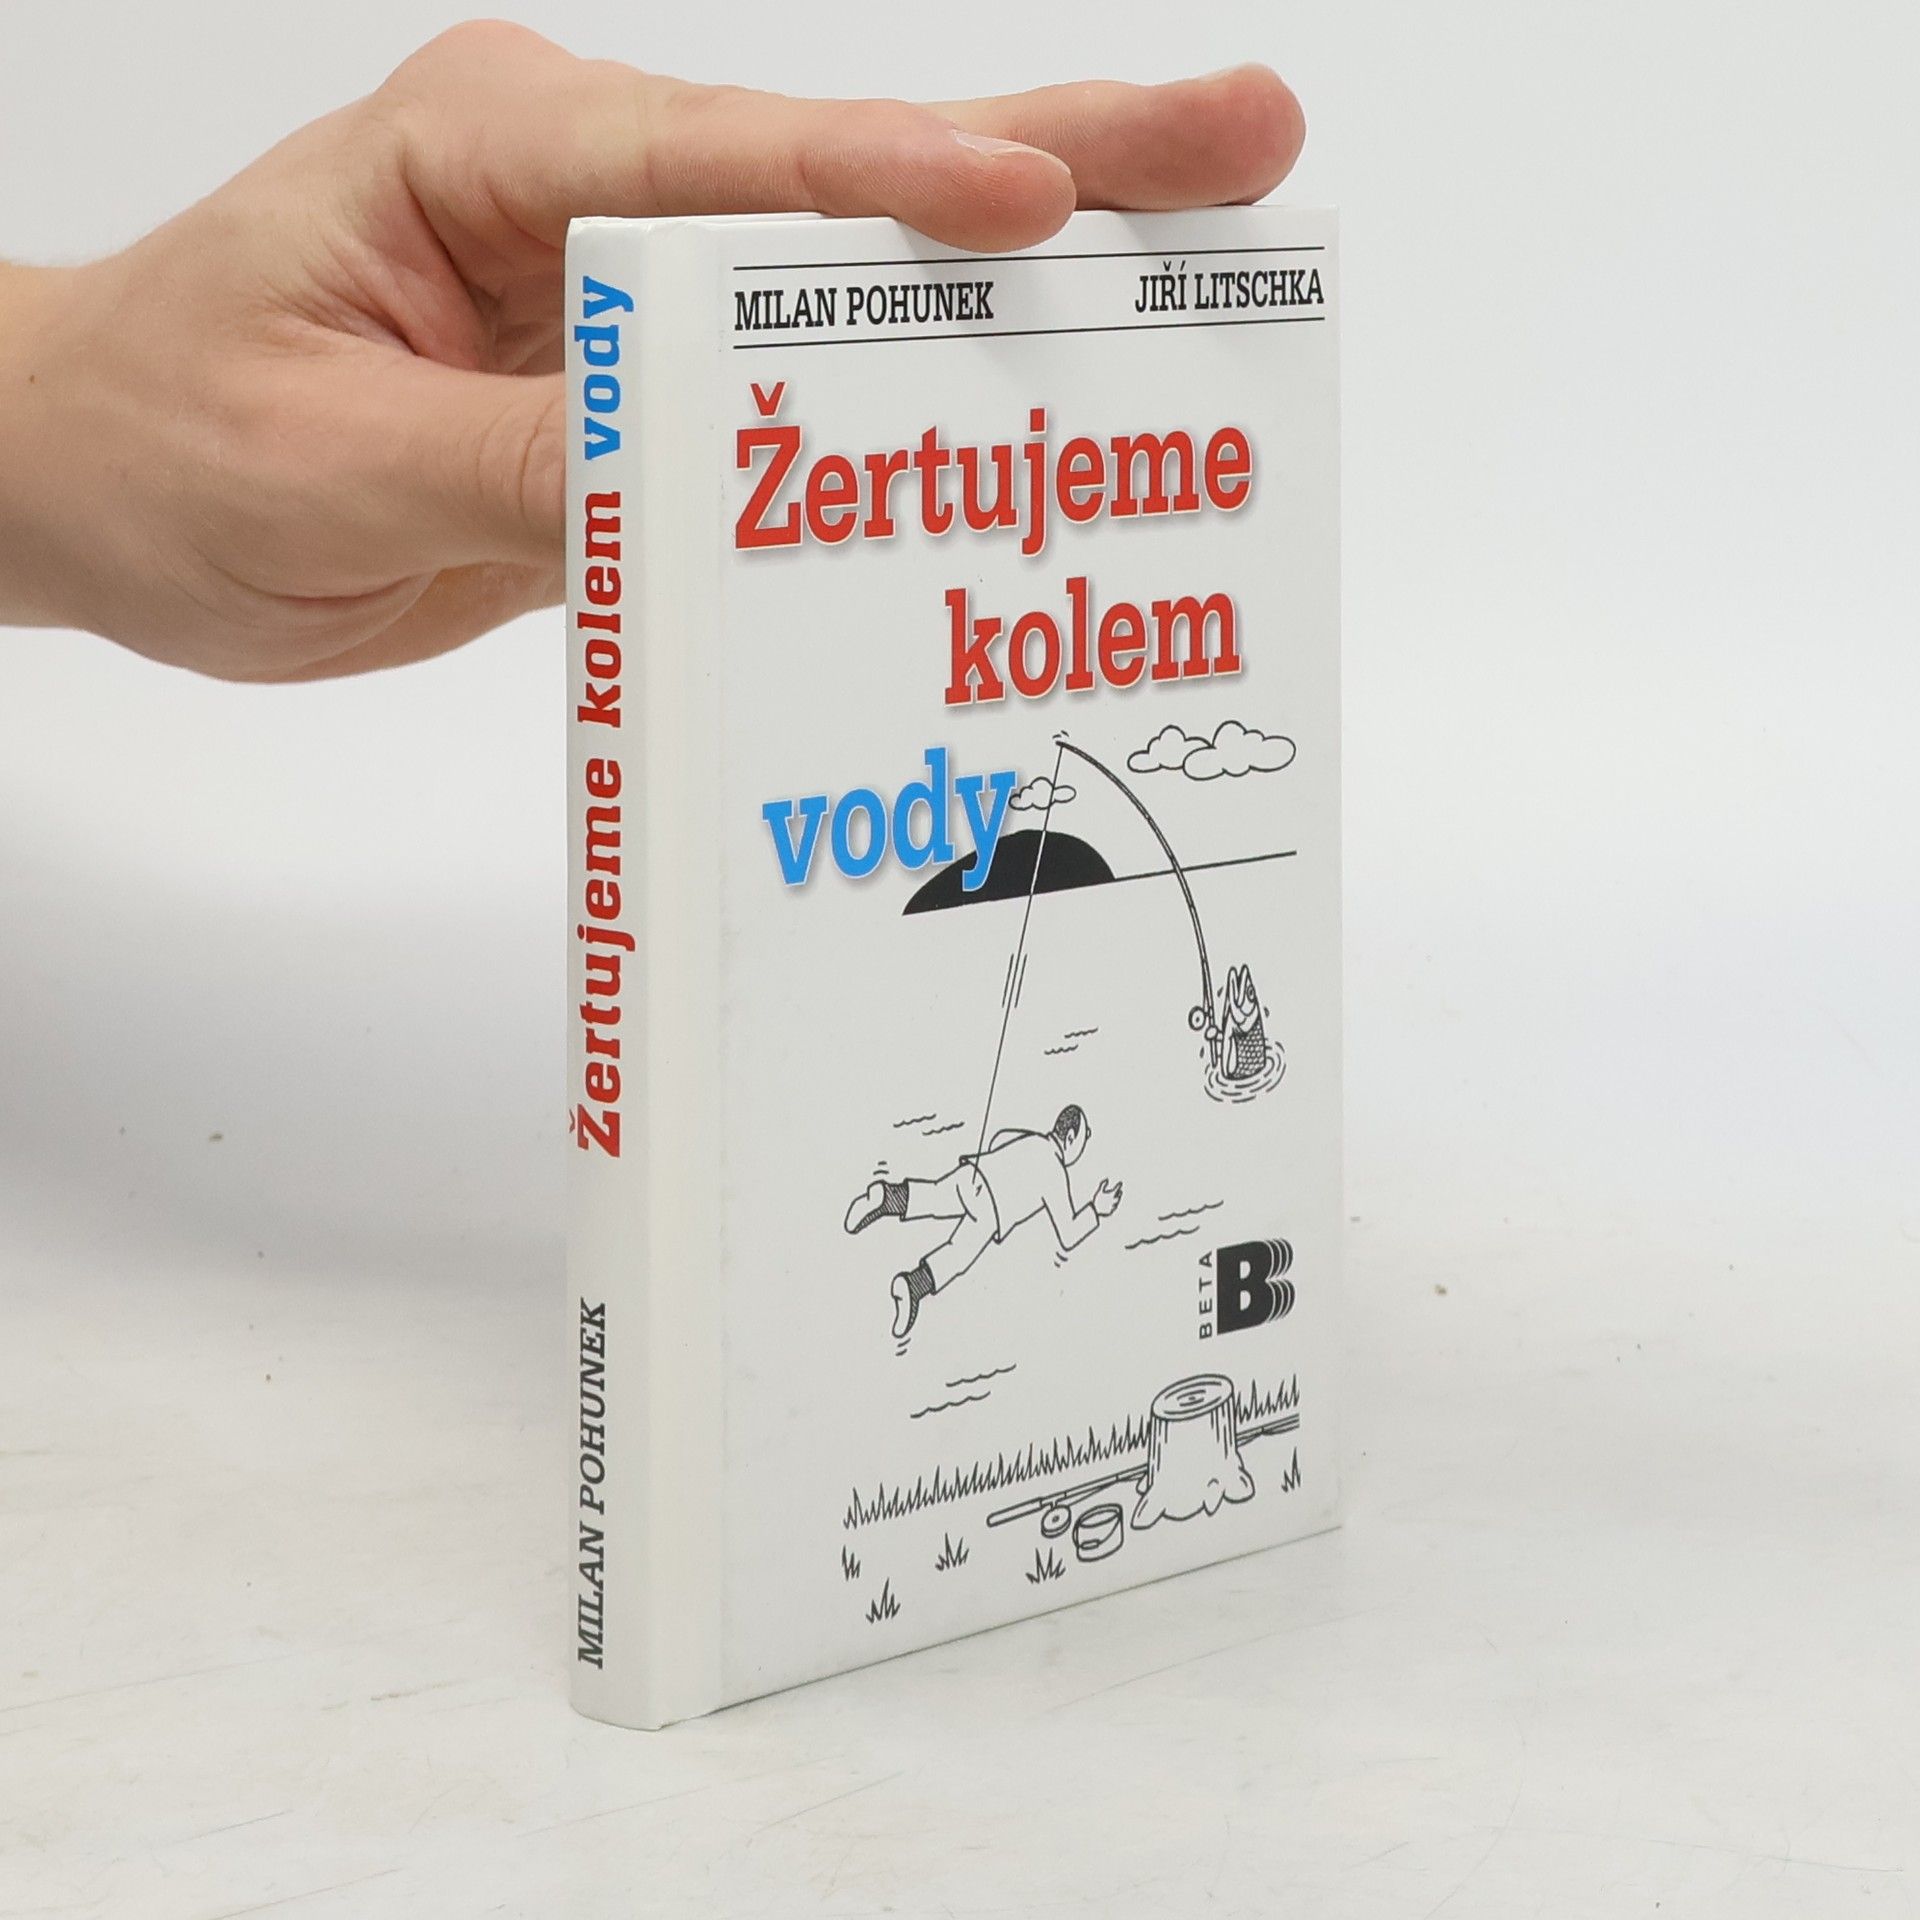 MILAN POHUNEK JIŘÍ LITSCHKA
Žertujeme
kolem
vody
BETA
B
MILAN POHUNEK Žertujeme kolem vody